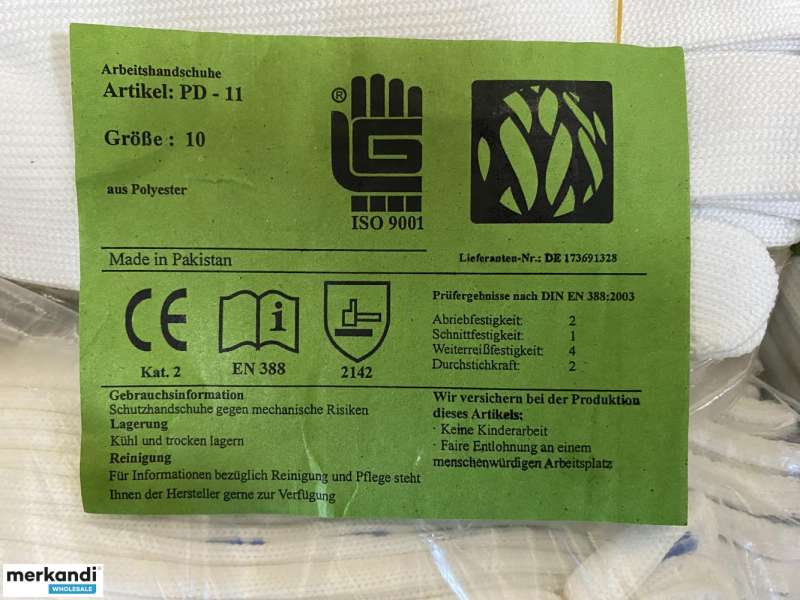 Arbeitshandschuhe
Artikel: PD - 11
Größe : 10
aus Polyester
®
G
ISO 9001
Made in Pakistan
Lieferanten-Nr.: DE 173691328
CE
Kat. 2
i
EN 388
2142
Prüfergebnisse nach DIN EN 388:2003
Abriebfestigkeit: 2
Schnittfestigkeit: 1
Weiterreißfestigkeit: 4
Durchstichkraft: 2
Gebrauchsinformation
Schutzhandschuhe gegen mechanische Risiken
Lagerung
Kühl und trocken lagern
Reinigung
Für Informationen bezüglich Reinigung und Pflege steht
Ihnen der Hersteller gerne zur Verfügung
Wir versichern bei der Produktion
dieses Artikels:
· Keine Kinderarbeit
· Faire Entlohnung an einem
menschenwürdigen Arbeitsplatz
merkandi
WHOLESALE